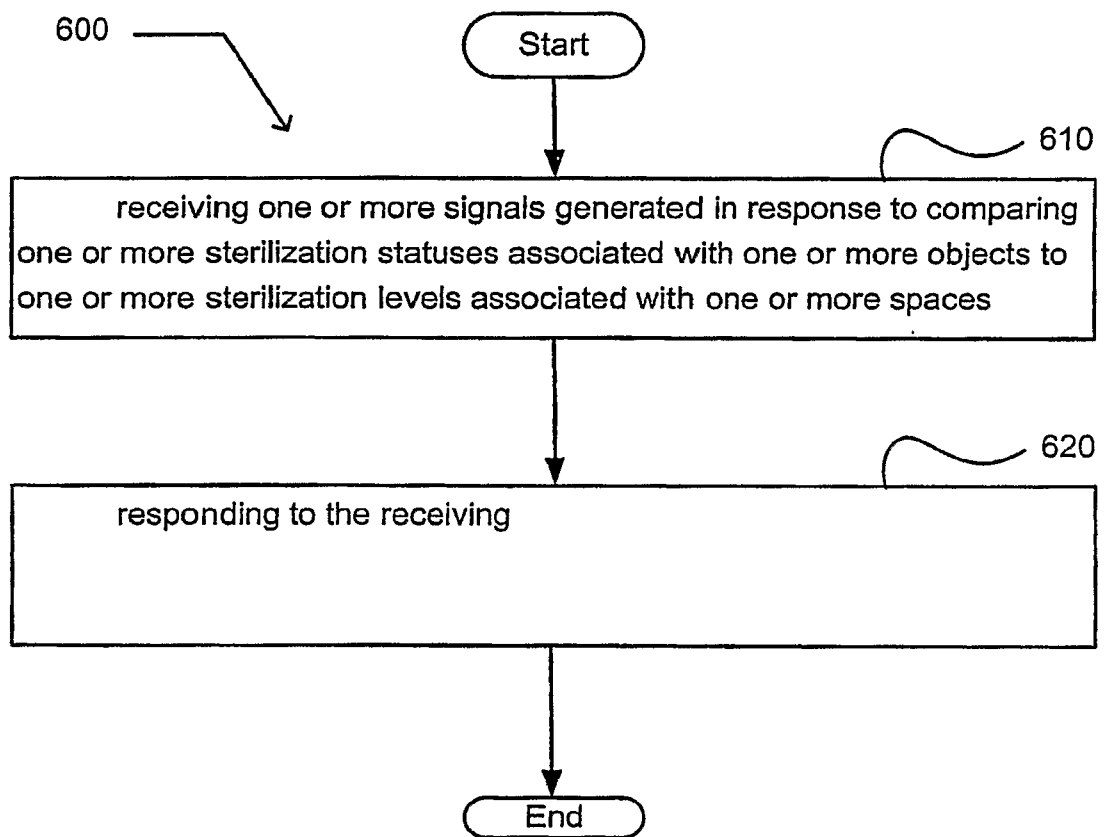 600
Start
610
receiving one or more signals generated in response to comparing
one or more sterilization statuses associated with one or more objects to
one or more sterilization levels associated with one or more spaces
620
responding to the receiving
End